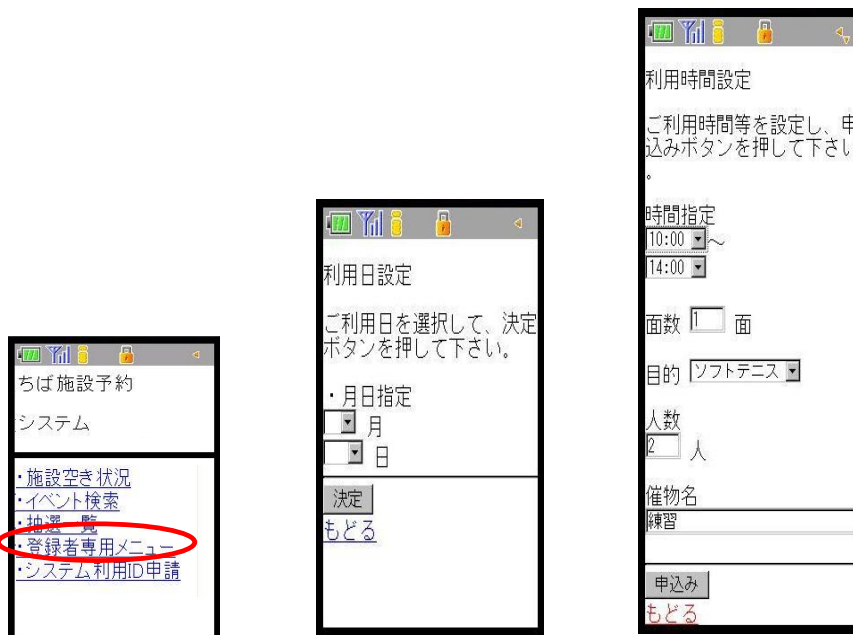 ちば施設予約
システム
・施設空き状況
・イベント検索
・抽選一覧
・登録者専用メニュー
・システム利用ID申請
利用日設定
ご利用日を選択して、決定
ボタンを押して下さい。
・月日指定
月
日
決定
もどる
利用時間設定
ご利用時間等を設定し、申
込みボタンを押して下さい
。
時間指定
10:00 ～
14:00
面数 1 面
目的 ソフトテニス
人数
2 人
催物名
練習
申込み
もどる